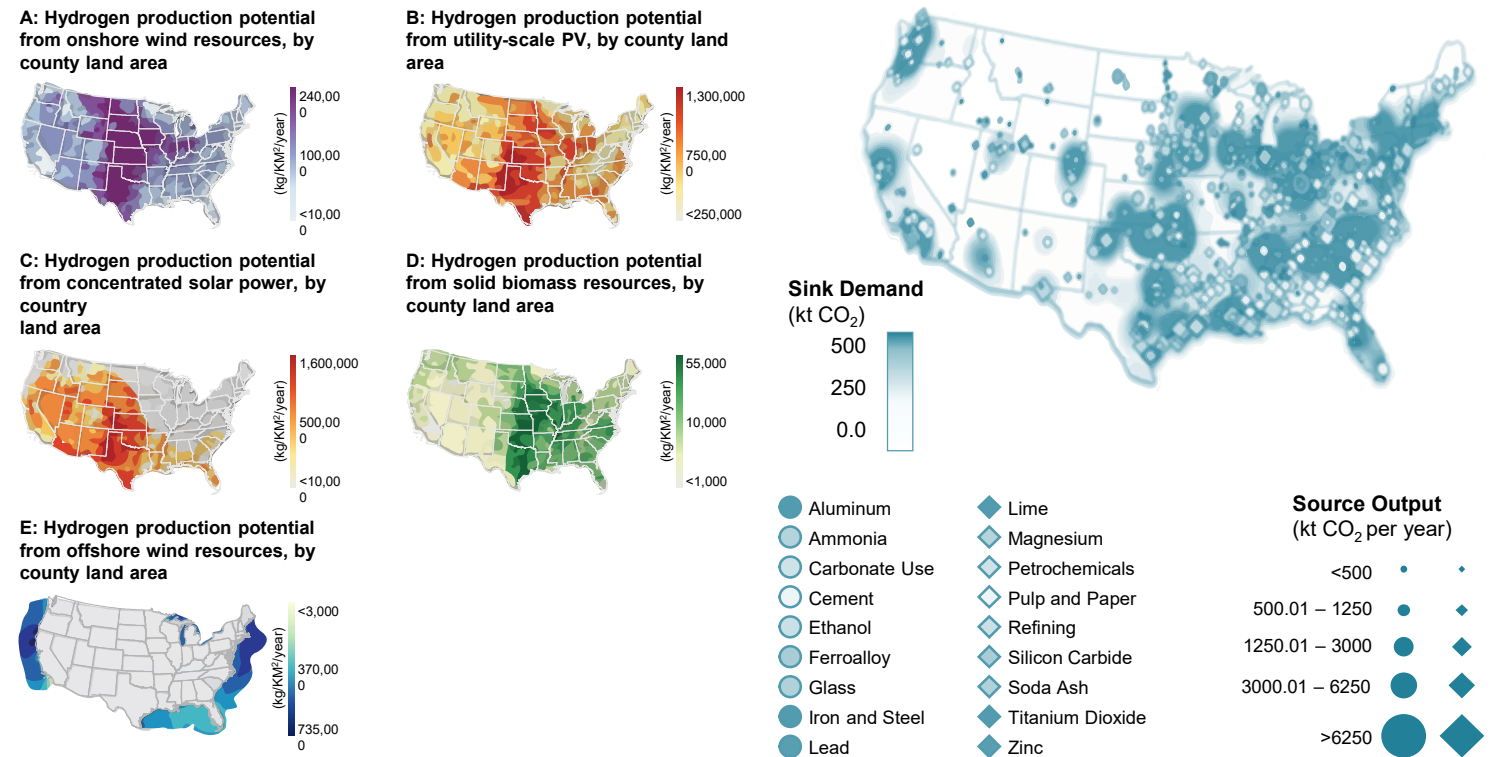 A: Hydrogen production potential
from onshore wind resources, by
county land area
240,00
0
100,00
0
<10,00
0
(kg/KM²/year)
B: Hydrogen production potential
from utility-scale PV, by county land
area
1,300,000
750,00
0
<250,000
(kg/KM²/year)
C: Hydrogen production potential
from concentrated solar power, by
country
land area
1,600,000
500,00
0
<10,00
0
(kg/KM²/year)
D: Hydrogen production potential
from solid biomass resources, by
county land area
55,000
10,000
<1,000
(kg/KM²/year)
E: Hydrogen production potential
from offshore wind resources, by
county land area
<3,000
370,00
0
735,00
0
(kg/KM²/year)
Sink Demand
(kt CO₂)
500
250
0.0
Aluminum
Ammonia
Carbonate Use
Cement
Ethanol
Ferroalloy
Glass
Iron and Steel
Lead
Lime
Magnesium
Petrochemicals
Pulp and Paper
Refining
Silicon Carbide
Soda Ash
Titanium Dioxide
Zinc
Source Output
(kt CO₂ per year)
<500
500.01 – 1250
1250.01 – 3000
3000.01 – 6250
>6250